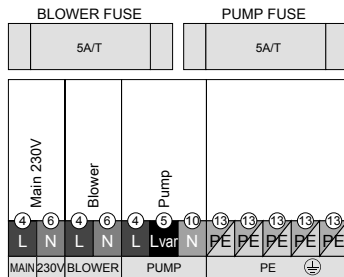 BLOWER FUSE PUMP FUSE
5A/T 5A/T
Main 230V Blower Pump
4 6 4 6 4 5 10 13 13 13 13 13
L N L N L Lvar N PE PE PE PE PE
MAIN 230V BLOWER PUMP PE